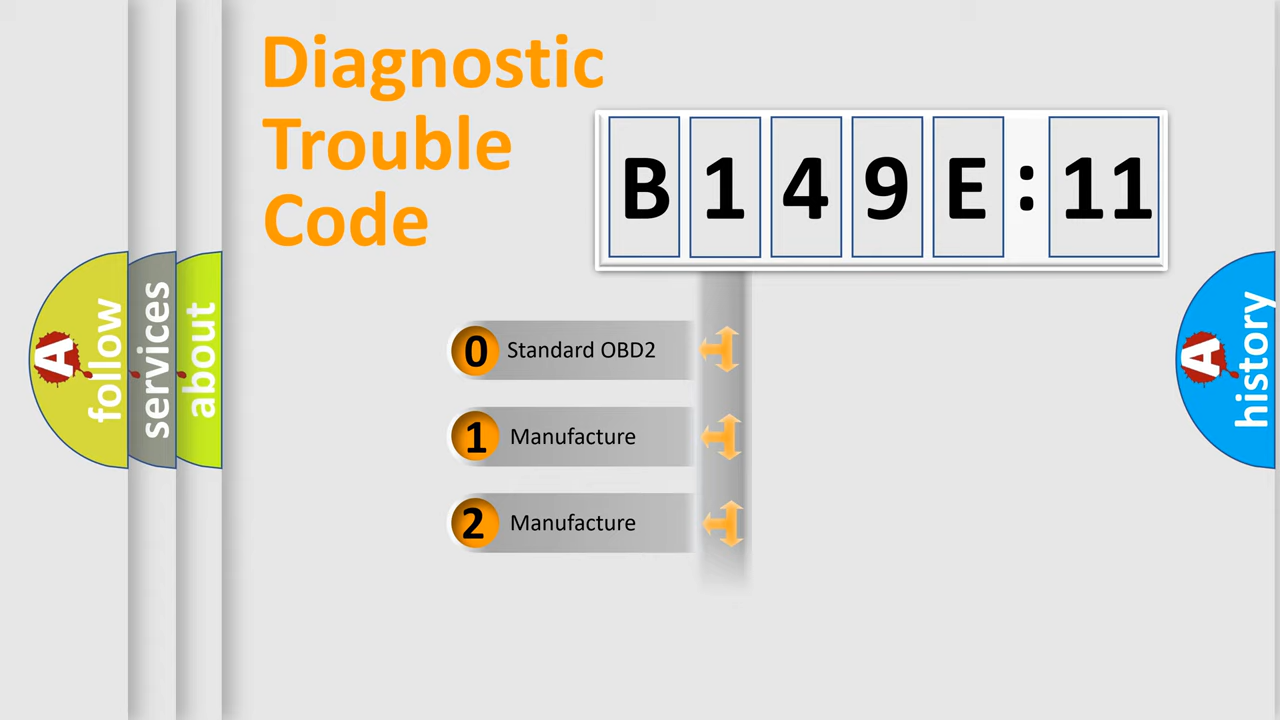 Diagnostic
Trouble
Code
B 1 4 9 E : 11
0 Standard OBD2
1 Manufacture
2 Manufacture
A follow
services
about
A history